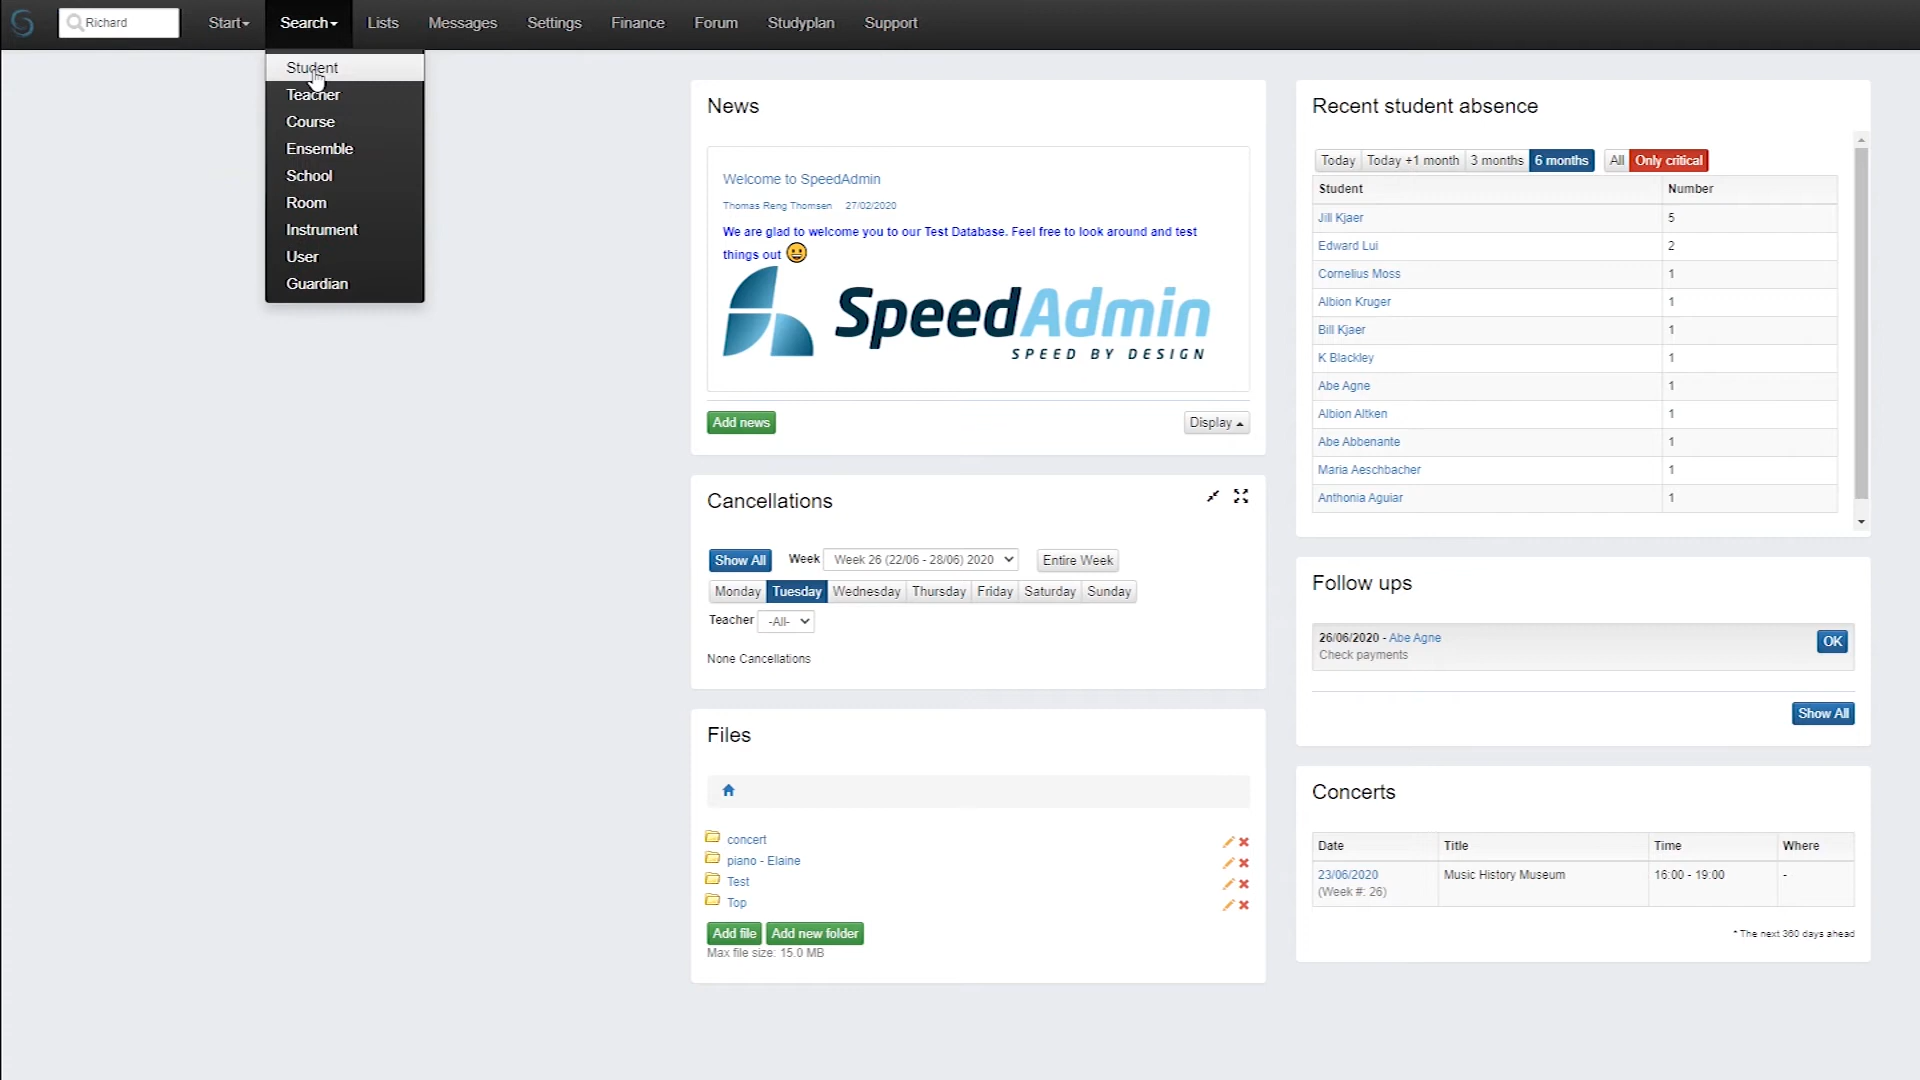 Richard
Start
Search
Lists
Messages
Settings
Finance
Forum
Studyplan
Support
Student
Teacher
Course
Ensemble
School
Room
Instrument
User
Guardian
News
Welcome to SpeedAdmin
Thomas Reng Thomsen 27/02/2020
We are glad to welcome you to our Test Database. Feel free to look around and test
things out
SpeedAdmin
SPEED BY DESIGN
Add news
Display
Cancellations
Show All Week Week 26 (22/06 - 28/06) 2020 Entire Week
Monday Tuesday Wednesday Thursday Friday Saturday Sunday
Teacher -All-
None Cancellations
Files
concert
piano - Elaine
Test
Top
Add file Add new folder
Max file size: 15.0 MB
Recent student absence
Today Today +1 month 3 months 6 months All Only critical
Student Number
Jill Kjaer 5
Edward Lui 2
Cornelius Moss 1
Albion Kruger 1
Bill Kjaer 1
K Blackley 1
Abe Agne 1
Albion Altken 1
Abe Abbenante 1
Maria Aeschbacher 1
Anthonia Aguiar 1
Follow ups
26/06/2020 - Abe Agne
OK
Check payments
Show All
Concerts
Date Title Time Where
23/06/2020 Music History Museum 16:00 - 19:00 -
(Week #: 26)
* The next 360 days ahead